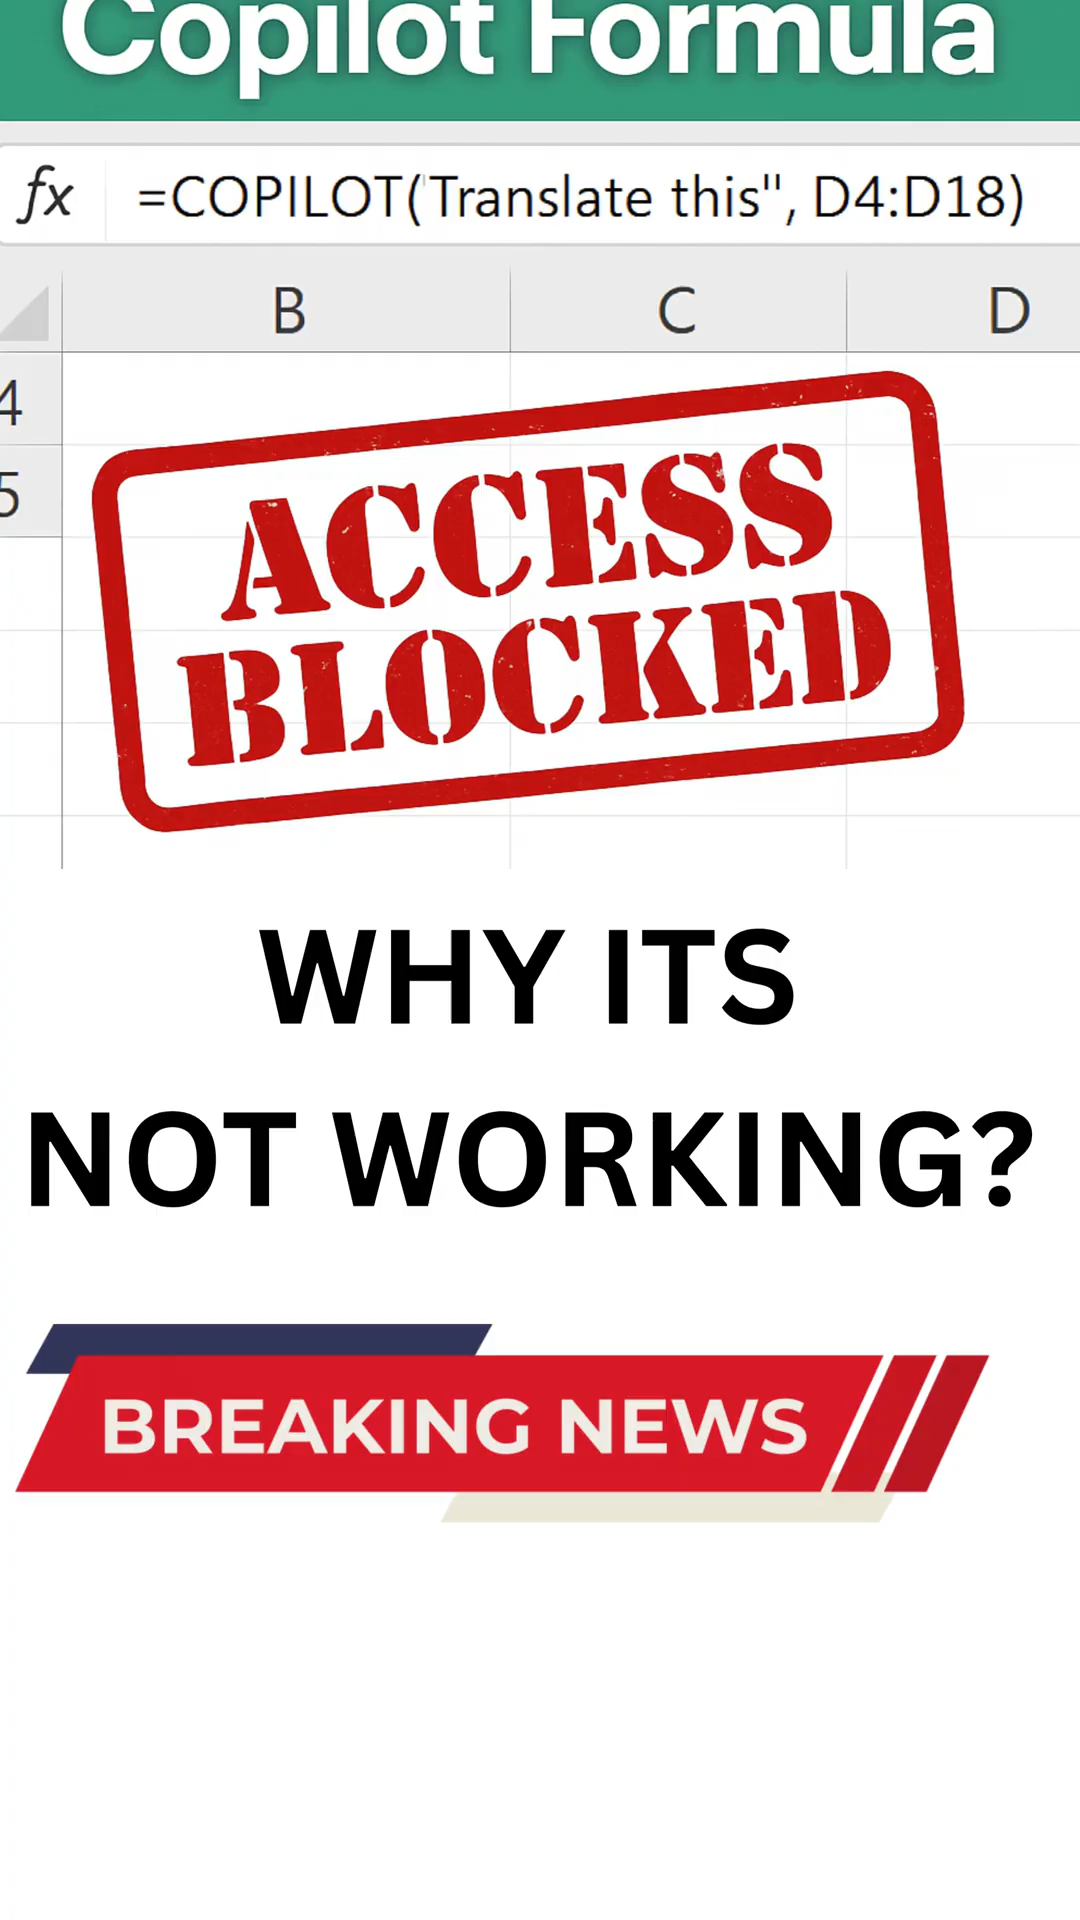 Copilot Formula
fx =COPILOT('Translate this", D4:D18)
B C D
4
5
ACCESS
BLOCKED
WHY ITS
NOT WORKING?
BREAKING NEWS